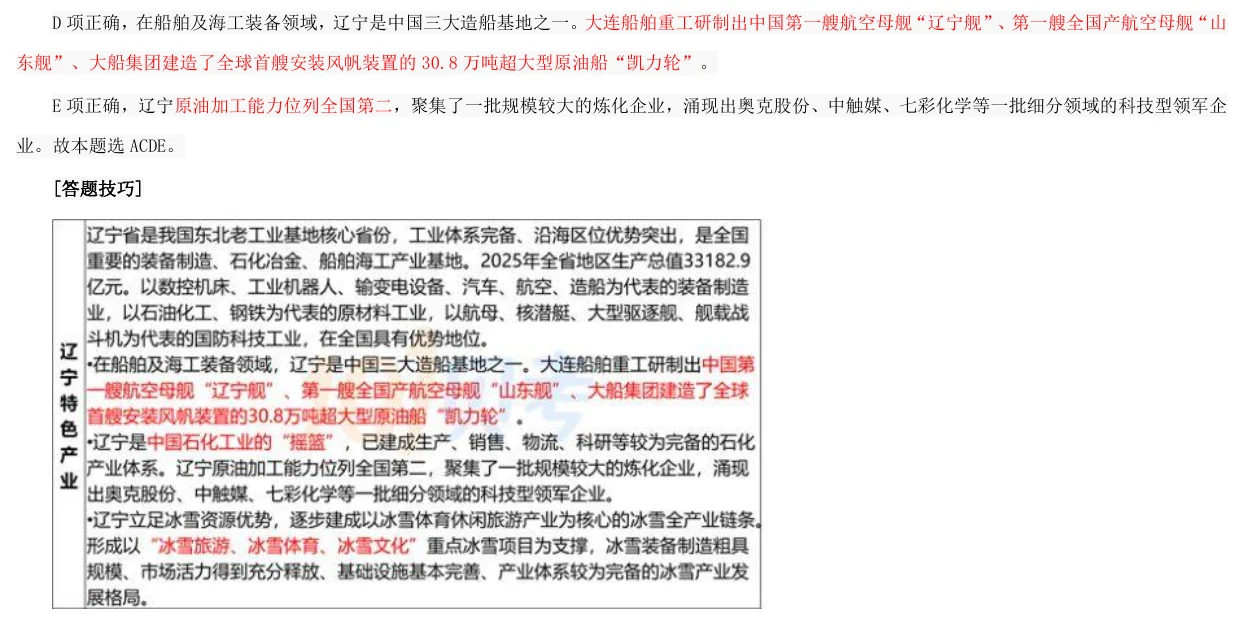 D 项正确，在船舶及海工装备领域，辽宁是中国三大造船基地之一。大连船舶重工研制出中国第一艘航空母舰“辽宁舰”、第一艘全国产航空母舰“山
东舰”、大船集团建造了全球首艘安装风帆装置的 30.8 万吨超大型原油船“凯力轮”。
E 项正确，辽宁原油加工能力位列全国第二，聚集了一批规模较大的炼化企业，涌现出奥克股份、中触媒、七彩化学等一批细分领域的科技型领军企
业。故本题选 ACDE。
[答题技巧]
辽宁特色产业
辽宁省是我国东北老工业基地核心省份，工业体系完备、沿海区位优势突出，是全国
重要的装备制造、石化冶金、船舶海工产业基地。2025年全省地区生产总值33182.9
亿元。以数控机床、工业机器人、输变电设备、汽车、航空、造船为代表的装备制造
业，以石油化工、钢铁为代表的原材料工业，以航母、核潜艇、大型驱逐舰、舰载战
斗机为代表的国防科技工业，在全国具有优势地位。
•在船舶及海工装备领域，辽宁是中国三大造船基地之一。大连船舶重工研制出中国第
一艘航空母舰“辽宁舰”、第一艘全国产航空母舰“山东舰”、大船集团建造了全球
首艘安装风帆装置的30.8万吨超大型原油船“凯力轮”。
•辽宁是中国石化工业的“摇篮”，已建成生产、销售、物流、科研等较为完备的石化
产业体系。辽宁原油加工能力位列全国第二，聚集了一批规模较大的炼化企业，涌现
出奥克股份、中触媒、七彩化学等一批细分领域的科技型领军企业。
•辽宁立足冰雪资源优势，逐步建成以冰雪体育休闲旅游产业为核心的冰雪全产业链条。
形成以“冰雪旅游、冰雪体育、冰雪文化”重点冰雪项目为支撑，冰雪装备制造粗具
规模、市场活力得到充分释放、基础设施基本完善、产业体系较为完备的冰雪产业发
展格局。